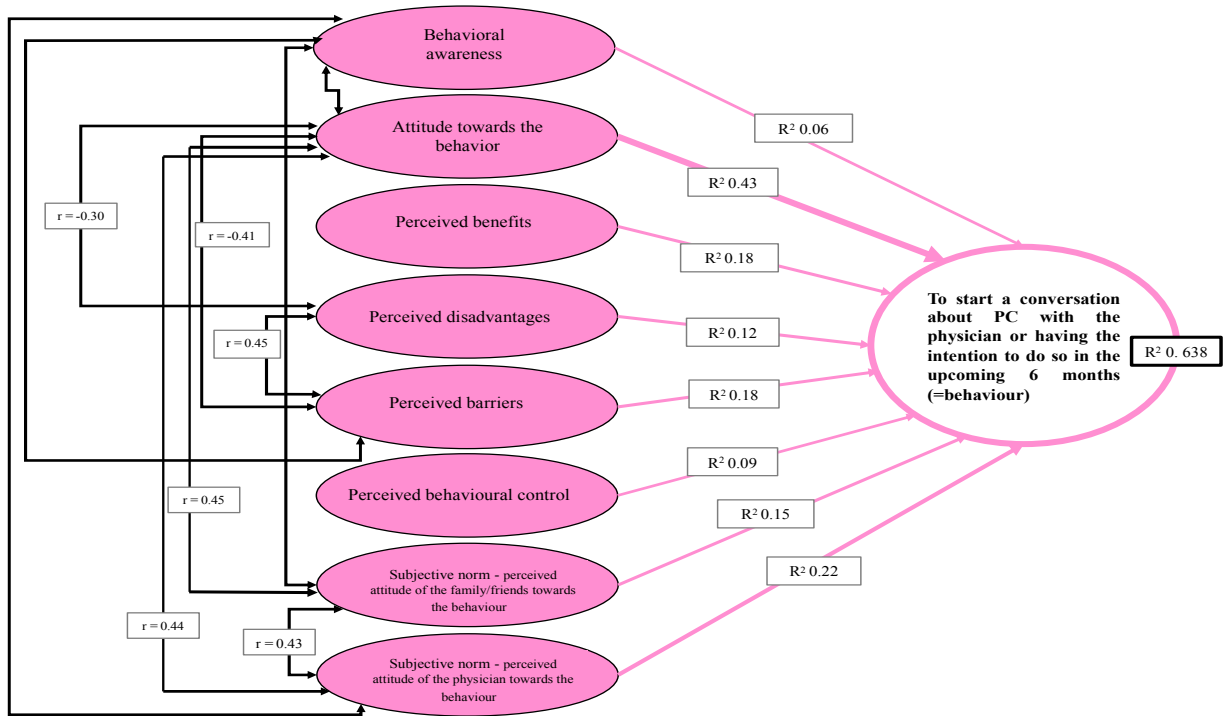 Behavioral
awareness
R² 0.06
Attitude towards the
behavior
R² 0.43
r = -0.30
Perceived benefits
r = -0.41
R² 0.18
To start a conversation
about PC with the
physician or having the
intention to do so in the
upcoming 6 months
(=behaviour)
R² 0. 638
Perceived disadvantages
r = 0.45
R² 0.12
Perceived barriers
R² 0.18
R² 0.09
Perceived behavioural control
r = 0.45
R² 0.15
Subjective norm - perceived
attitude of the family/friends towards
the behaviour
R² 0.22
r = 0.44
r = 0.43
Subjective norm - perceived
attitude of the physician towards the
behaviour